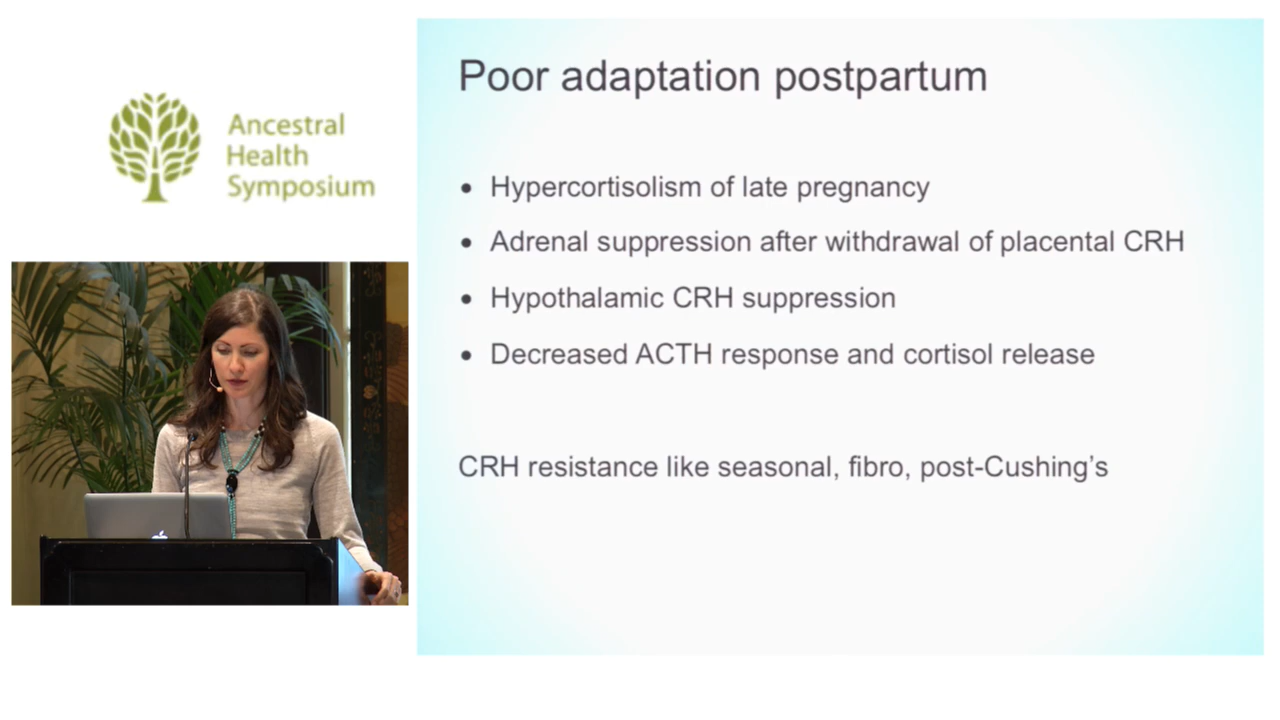 Ancestral
Health
Symposium
Poor adaptation postpartum
• Hypercortisolism of late pregnancy
• Adrenal suppression after withdrawal of placental CRH
• Hypothalamic CRH suppression
• Decreased ACTH response and cortisol release
CRH resistance like seasonal, fibro, post-Cushing’s